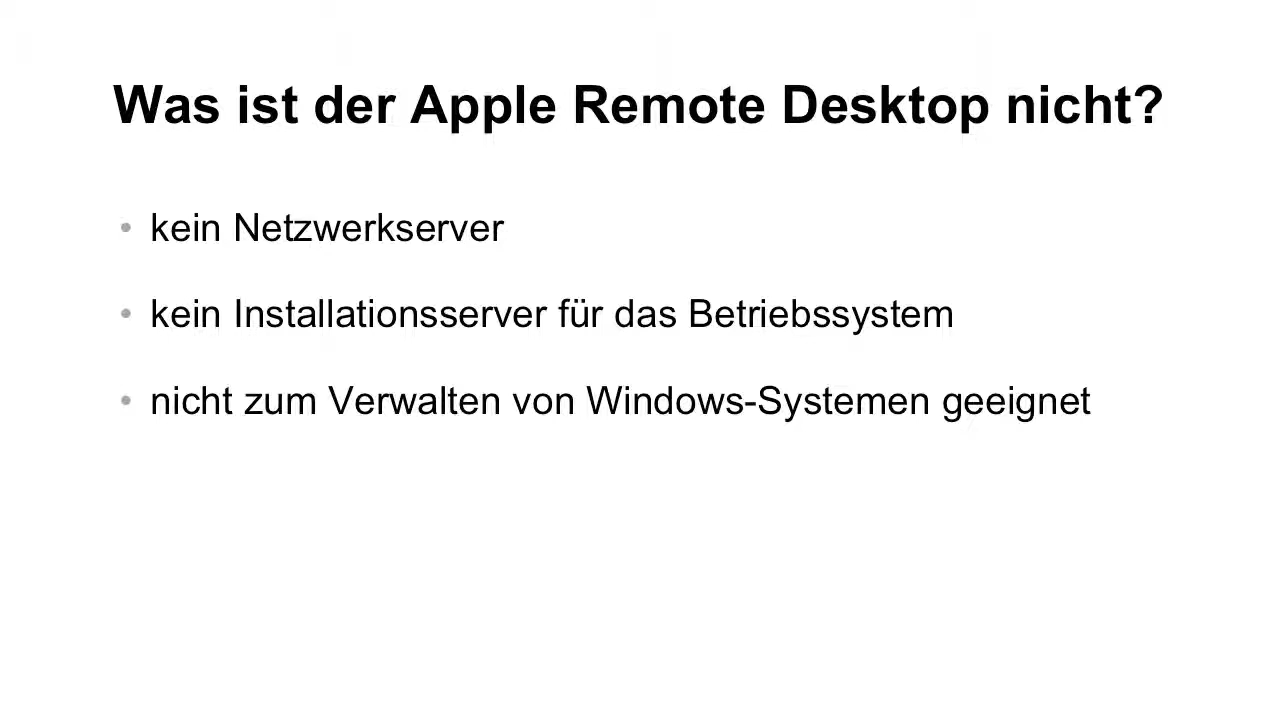 Was ist der Apple Remote Desktop nicht?
• kein Netzwerkserver
• kein Installationsserver für das Betriebssystem
• nicht zum Verwalten von Windows-Systemen geeignet